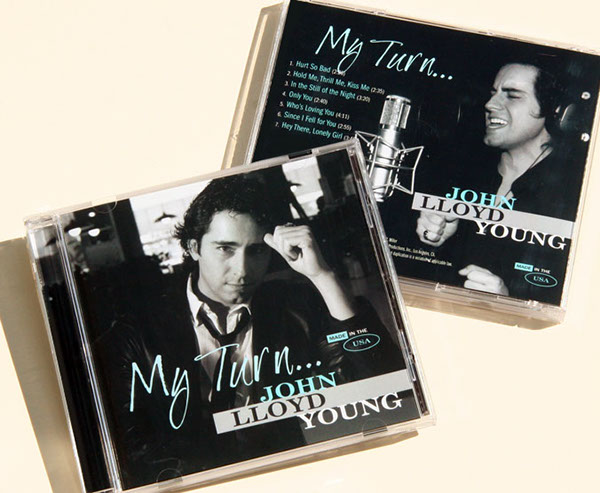 My Turn...
1. Hurt So Bad
2. Hold Me, Thrill Me, Kiss Me (2:35)
3. In the Still of the Night (3:20)
4. Only You (2:40)
5. Who's Loving You (4:11)
6. Since I Fell for You (2:55)
7. Hey There, Lonely Girl
JOHN
LLOYD
YOUNG
MADE IN THE
USA
My Turn...
MADE IN THE
USA
JOHN
LLOYD
YOUNG